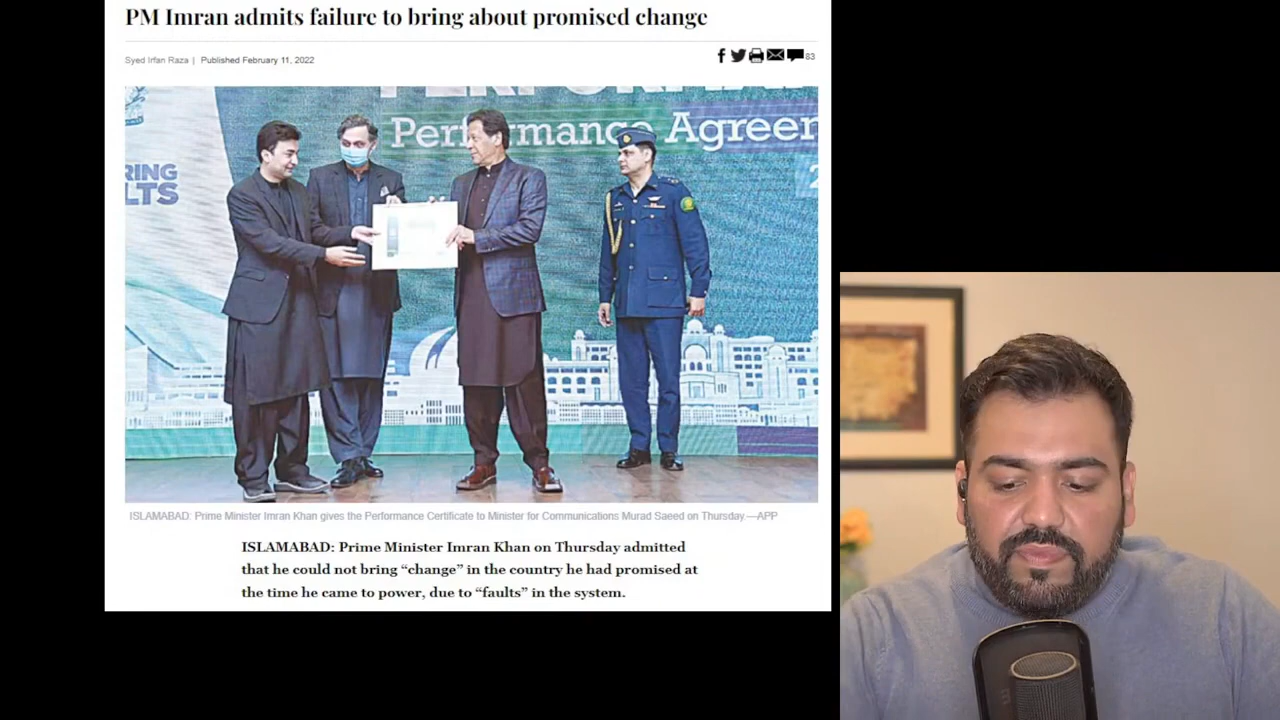 PM Imran admits failure to bring about promised change
Syed Irfan Raza | Published February 11, 2022
83
Performance Agreem
RING
LTS
ISLAMABAD: Prime Minister Imran Khan gives the Performance Certificate to Minister for Communications Murad Saeed on Thursday.—APP
ISLAMABAD: Prime Minister Imran Khan on Thursday admitted
that he could not bring “change” in the country he had promised at
the time he came to power, due to “faults” in the system.